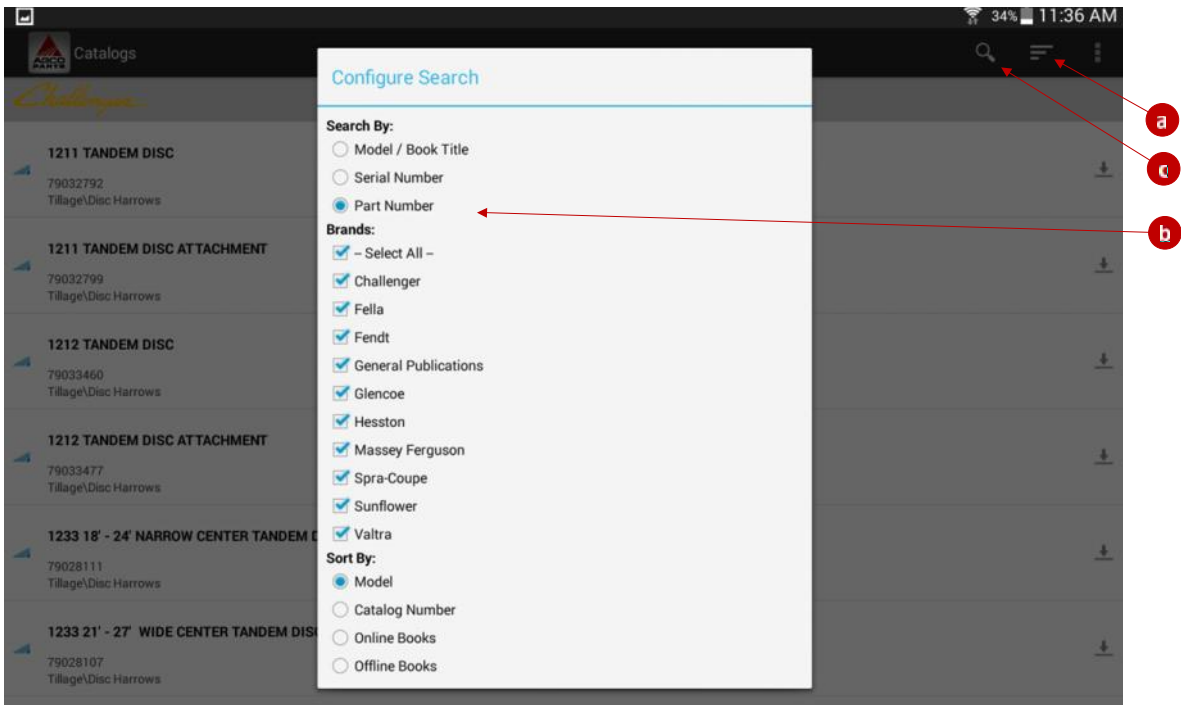 34% 11:36 AM
AGCO
PARTS
Catalogs
Challenger
Configure Search
Search By:
Model / Book Title
Serial Number
Part Number
Brands:
– Select All –
Challenger
Fella
Fendt
General Publications
Glencoe
Hesston
Massey Ferguson
Spra-Coupe
Sunflower
Valtra
Sort By:
Model
Catalog Number
Online Books
Offline Books
1211 TANDEM DISC
79032792
Tillage\Disc Harrows
1211 TANDEM DISC ATTACHMENT
79032799
Tillage\Disc Harrows
1212 TANDEM DISC
79033460
Tillage\Disc Harrows
1212 TANDEM DISC ATTACHMENT
79033477
Tillage\Disc Harrows
1233 18' - 24' NARROW CENTER TANDEM D
79028111
Tillage\Disc Harrows
1233 21' - 27' WIDE CENTER TANDEM DIS
79028107
Tillage\Disc Harrows
a
c
b